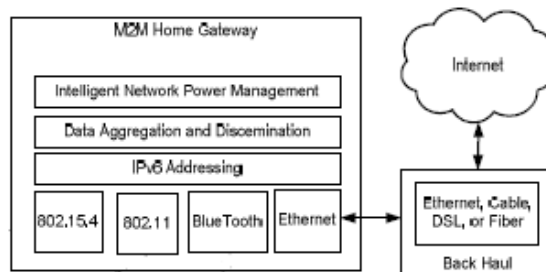 M2M Home Gateway
Intelligent Network Power Management
Data Aggregation and Discemination
IPv6 Addressing
802.15.4
802.11
BlueTooth
Ethernet
Internet
Ethernet, Cable,
DSL, or Fiber
Back Haul